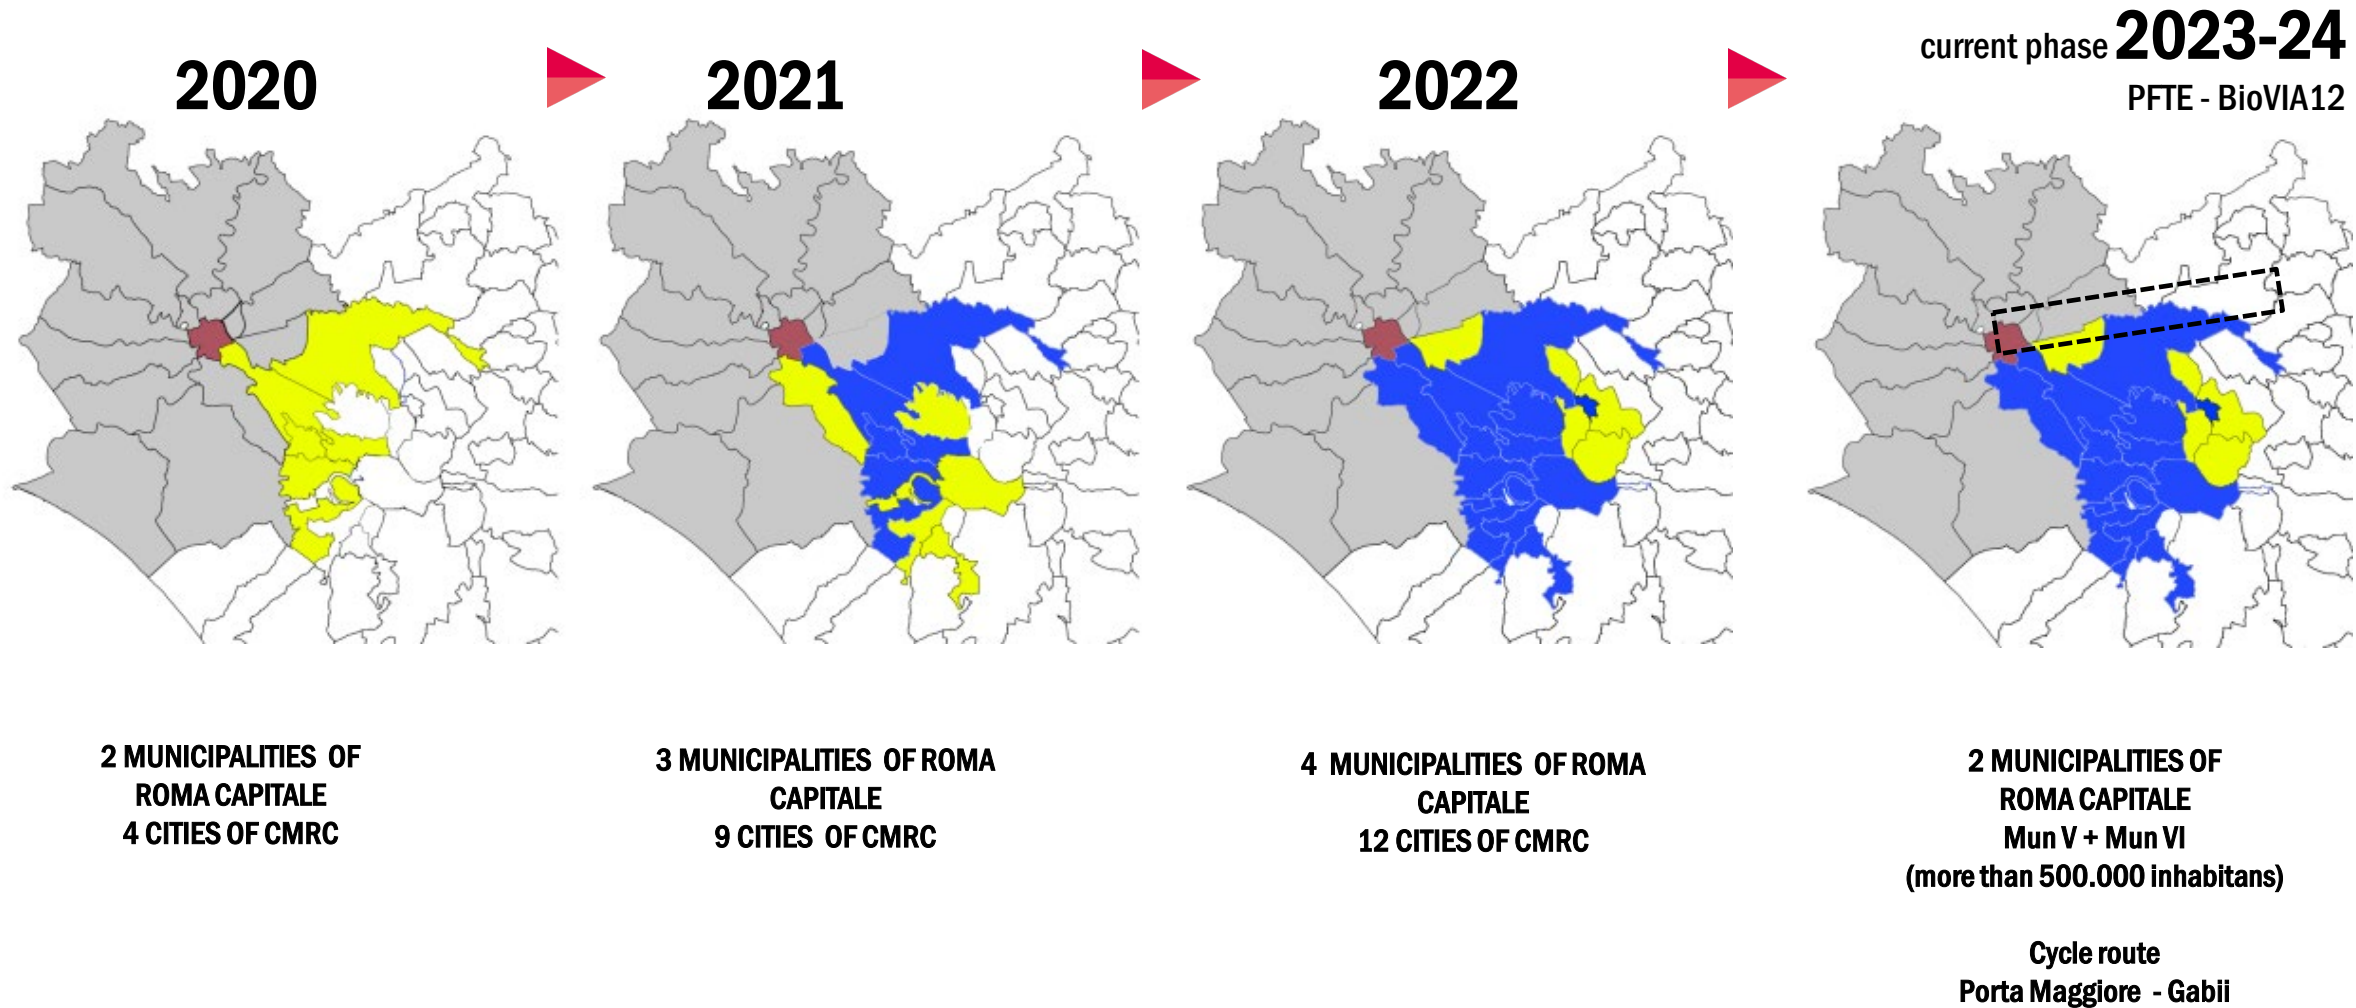 2020
2 MUNICIPALITIES OF
ROMA CAPITALE
4 CITIES OF CMRC
2021
3 MUNICIPALITIES OF ROMA
CAPITALE
9 CITIES OF CMRC
2022
4 MUNICIPALITIES OF ROMA
CAPITALE
12 CITIES OF CMRC
current phase 2023-24
PFTE - BioVIA12
2 MUNICIPALITIES OF
ROMA CAPITALE
Mun V + Mun VI
(more than 500.000 inhabitans)
Cycle route
Porta Maggiore - Gabii